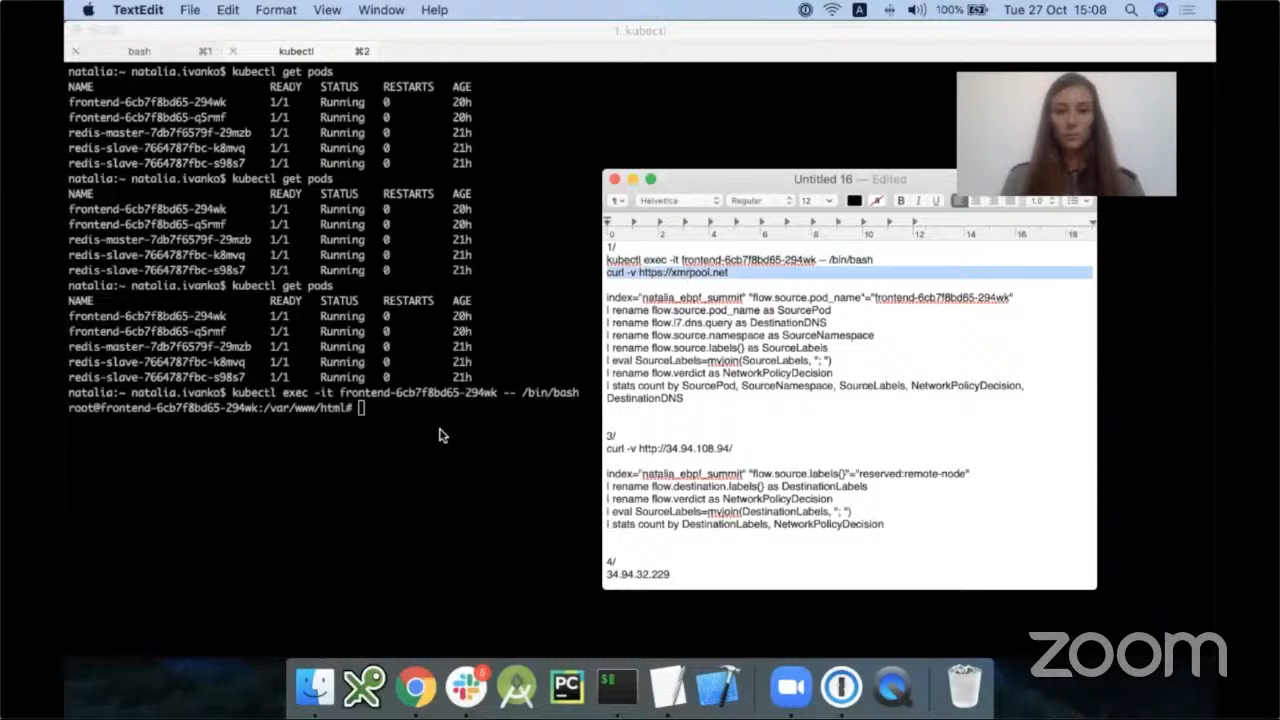 TextEdit File Edit Format View Window Help 100% Tue 27 Oct 15:08
1. kubectl
bash ⌘1 kubectl ⌘2
natalia:~ natalia.ivanko$ kubectl get pods
NAME READY STATUS RESTARTS AGE
frontend-6cb7f8bd65-294wk 1/1 Running 0 20h
frontend-6cb7f8bd65-q5rmf 1/1 Running 0 20h
redis-master-7db7f6579f-29mzb 1/1 Running 0 21h
redis-slave-7664787fbc-k8mvq 1/1 Running 0 21h
redis-slave-7664787fbc-s98s7 1/1 Running 0 21h
natalia:~ natalia.ivanko$ kubectl get pods
NAME READY STATUS RESTARTS AGE
frontend-6cb7f8bd65-294wk 1/1 Running 0 20h
frontend-6cb7f8bd65-q5rmf 1/1 Running 0 20h
redis-master-7db7f6579f-29mzb 1/1 Running 0 21h
redis-slave-7664787fbc-k8mvq 1/1 Running 0 21h
redis-slave-7664787fbc-s98s7 1/1 Running 0 21h
natalia:~ natalia.ivanko$ kubectl get pods
NAME READY STATUS RESTARTS AGE
frontend-6cb7f8bd65-294wk 1/1 Running 0 20h
frontend-6cb7f8bd65-q5rmf 1/1 Running 0 20h
redis-master-7db7f6579f-29mzb 1/1 Running 0 21h
redis-slave-7664787fbc-k8mvq 1/1 Running 0 21h
redis-slave-7664787fbc-s98s7 1/1 Running 0 21h
natalia:~ natalia.ivanko$ kubectl exec -it frontend-6cb7f8bd65-294wk -- /bin/bash
root@frontend-6cb7f8bd65-294wk:/var/www/html#
Untitled 16 — Edited
Helvetica Regular 12 B I U 1.0
0 2 4 6 8 10 12 14 16 18
1/
kubectl exec -it frontend-6cb7f8bd65-294wk -- /bin/bash
curl -v https://xmrpool.net
index="natalia_ebpf_summit" "flow.source.pod_name"="frontend-6cb7f8bd65-294wk"
| rename flow.source.pod_name as SourcePod
| rename flow.l7.dns.query as DestinationDNS
| rename flow.source.namespace as SourceNamespace
| rename flow.source.labels{} as SourceLabels
| eval SourceLabels=mvjoin(SourceLabels, "; ")
| rename flow.verdict as NetworkPolicyDecision
| stats count by SourcePod, SourceNamespace, SourceLabels, NetworkPolicyDecision,
DestinationDNS
3/
curl -v http://34.94.108.94/
index="natalia_ebpf_summit" "flow.source.labels{}"="reserved:remote-node"
| rename flow.destination.labels{} as DestinationLabels
| rename flow.verdict as NetworkPolicyDecision
| eval SourceLabels=mvjoin(DestinationLabels, "; ")
| stats count by DestinationLabels, NetworkPolicyDecision
4/
34.94.32.229
zoom
PC
$
5